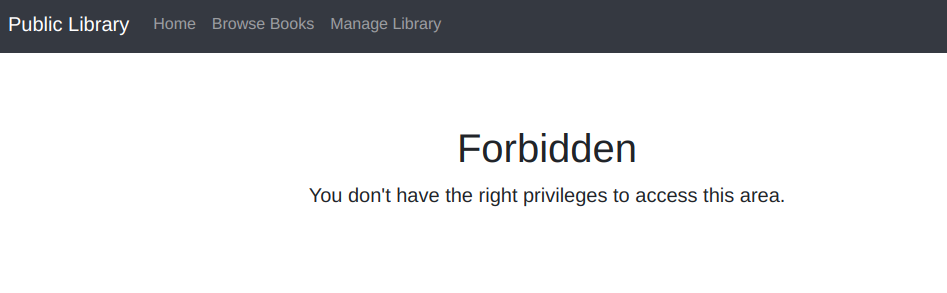 Public Library Home Browse Books Manage Library
Forbidden
You don't have the right privileges to access this area.